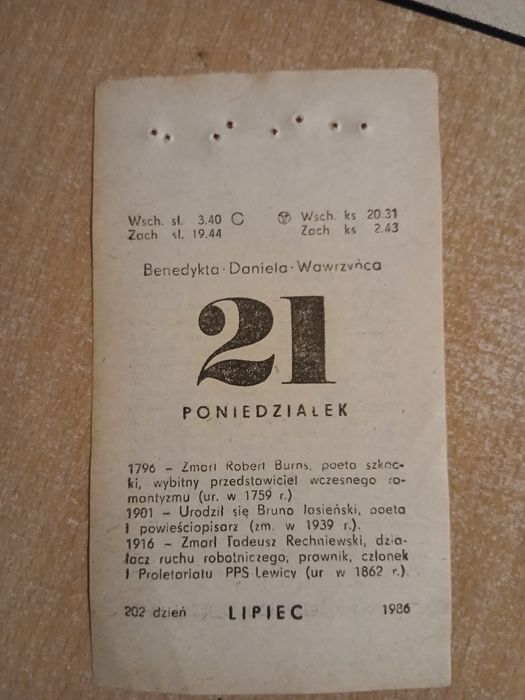 Wsch. sł. 3.40 Wsch. ks 20.31
Zach sł. 19.44 Zach. ks 2.43
Benedykta · Daniela · Wawrzyńca
21
PONIEDZIAŁEK
1796 – Zmarł Robert Burns, poeta szkoc-
ki, wybitny przedstawiciel wczesnego ro-
mantyzmu (ur. w 1759 r.)
1901 – Urodził się Bruno Jasieński, poeta
i powieściopisarz (zm. w 1939 r.).
1916 – Zmarł Tadeusz Rechniewski, dzia-
łacz ruchu robotniczego, prawnik, członek
I Proletariatu PPS Lewicy (ur w 1862 r.).
202 dzień LIPIEC 1986